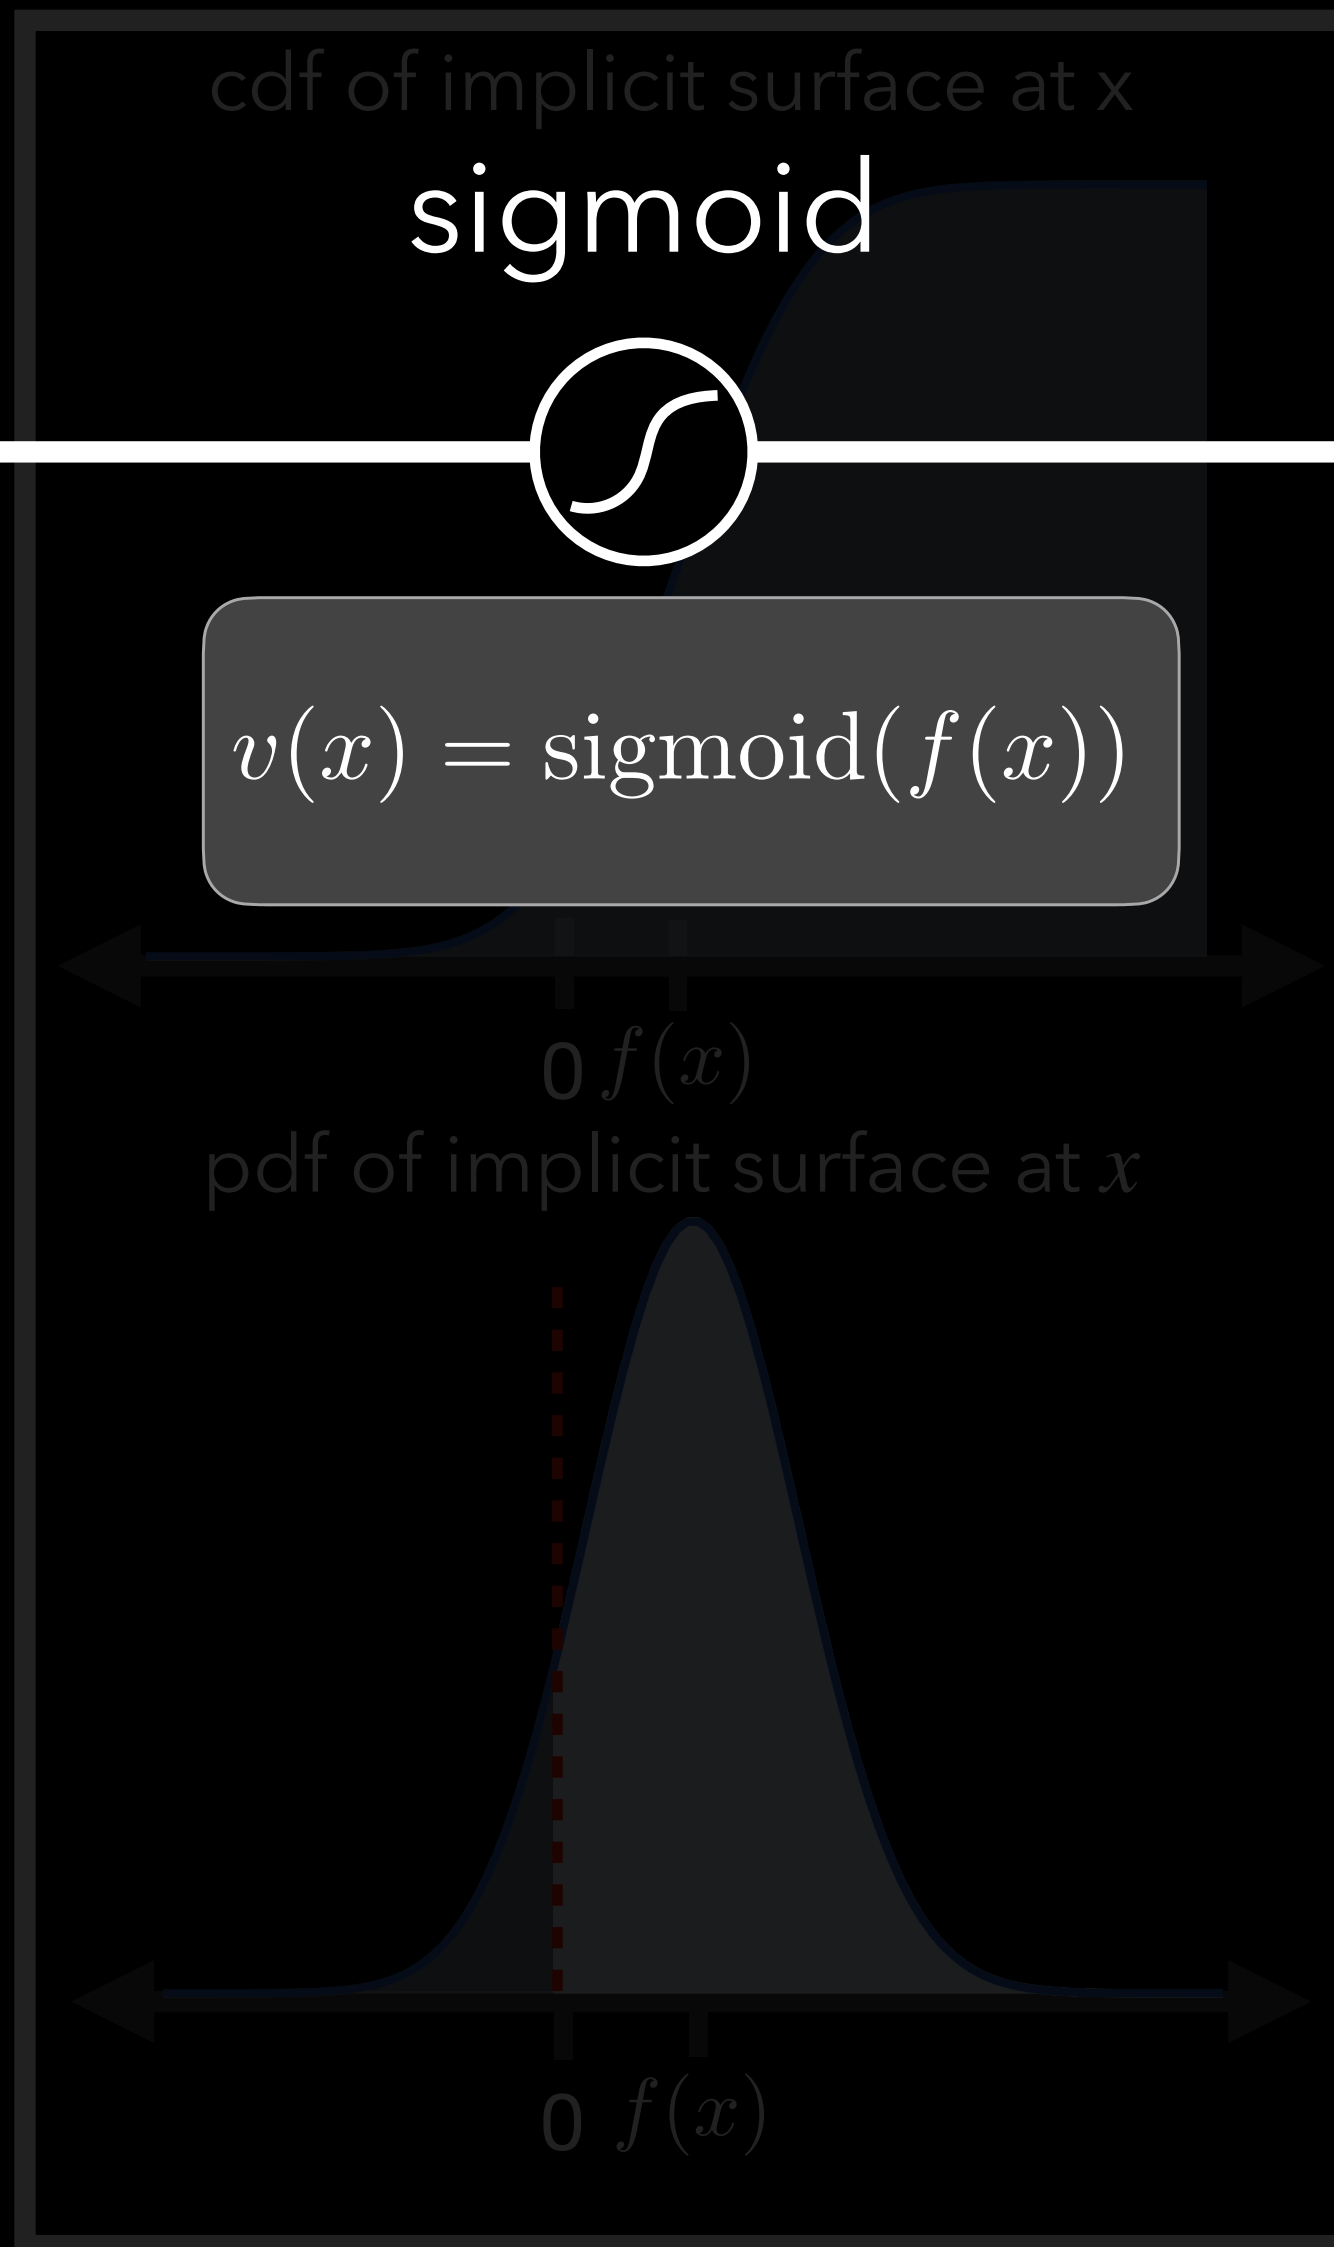 cdf of implicit surface at x
sigmoid
v(x) = sigmoid(f(x))
0 f(x)
pdf of implicit surface at x
0 f(x)